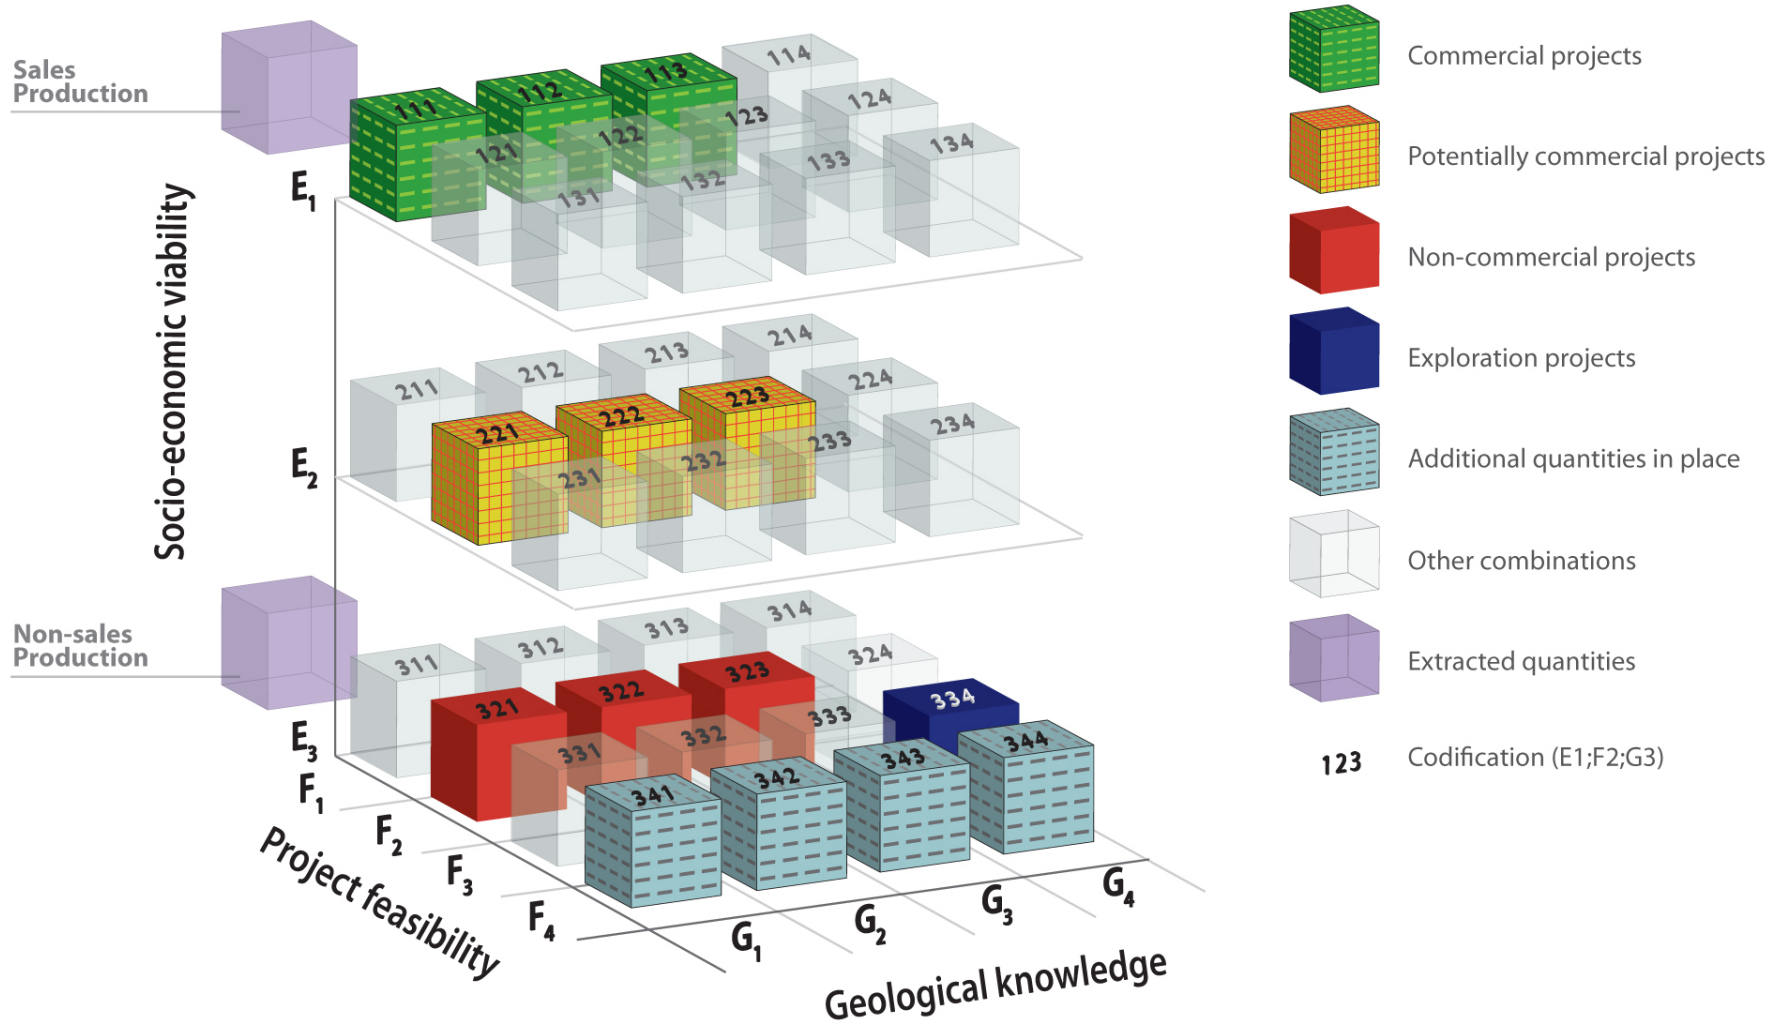 Sales
Production
Socio-economic viability
Non-sales
Production
E1
E2
E3
F1
F2
F3
F4
Project feasibility
G1
G2
G3
G4
Geological knowledge
111
112
113
114
121
122
123
124
131
132
133
134
211
212
213
214
221
222
223
224
231
232
233
234
311
312
313
314
321
322
323
324
331
332
333
334
341
342
343
344
Commercial projects
Potentially commercial projects
Non-commercial projects
Exploration projects
Additional quantities in place
Other combinations
Extracted quantities
123 Codification (E1;F2;G3)